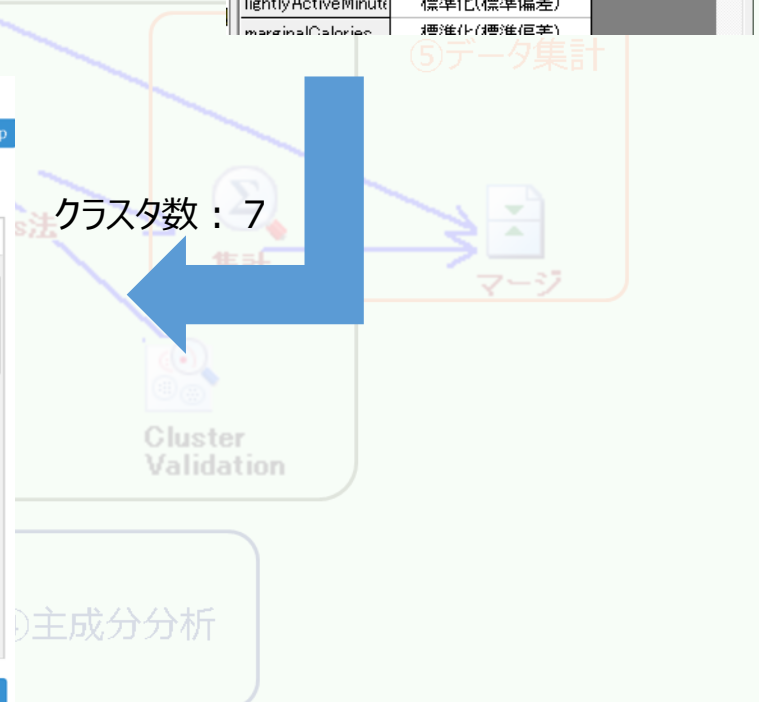 lightlyActiveMinute 標準化(標準偏差)
marginalCalories 標準化(標準偏差)
⑤データ集計
p
s法
クラスタ数：7
集計
マージ
Cluster
Validation
主成分分析